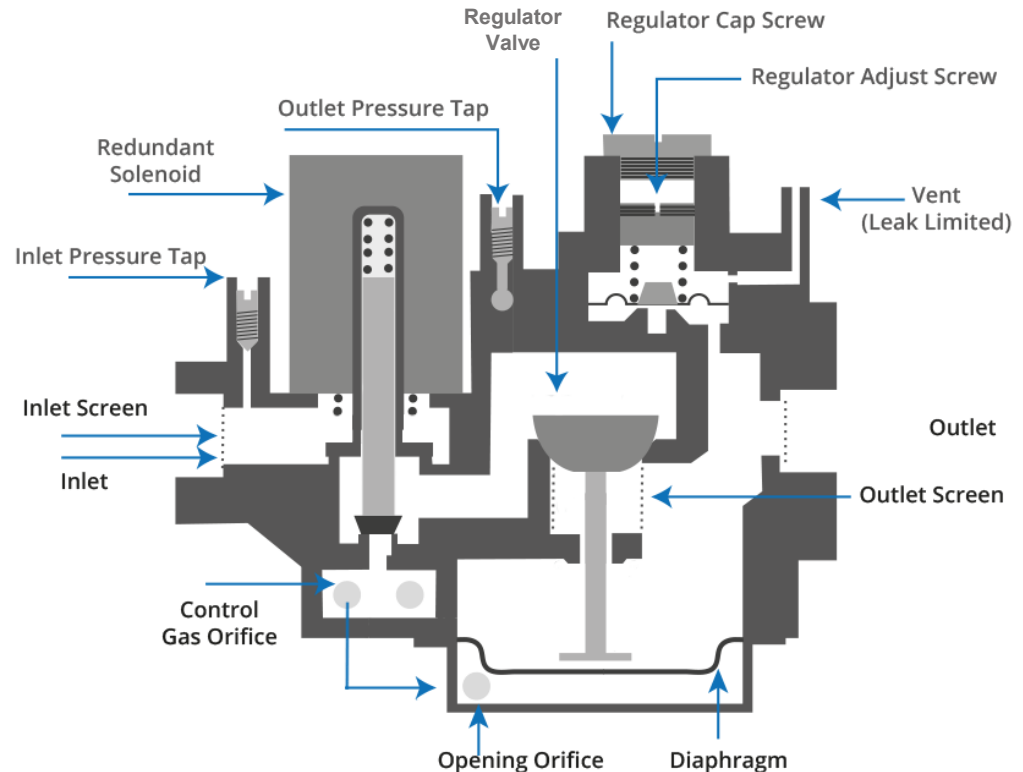 Regulator
Valve
Regulator Cap Screw
Regulator Adjust Screw
Outlet Pressure Tap
Redundant
Solenoid
Vent
(Leak Limited)
Inlet Pressure Tap
Inlet Screen
Outlet
Inlet
Outlet Screen
Control
Gas Orifice
Opening Orifice
Diaphragm